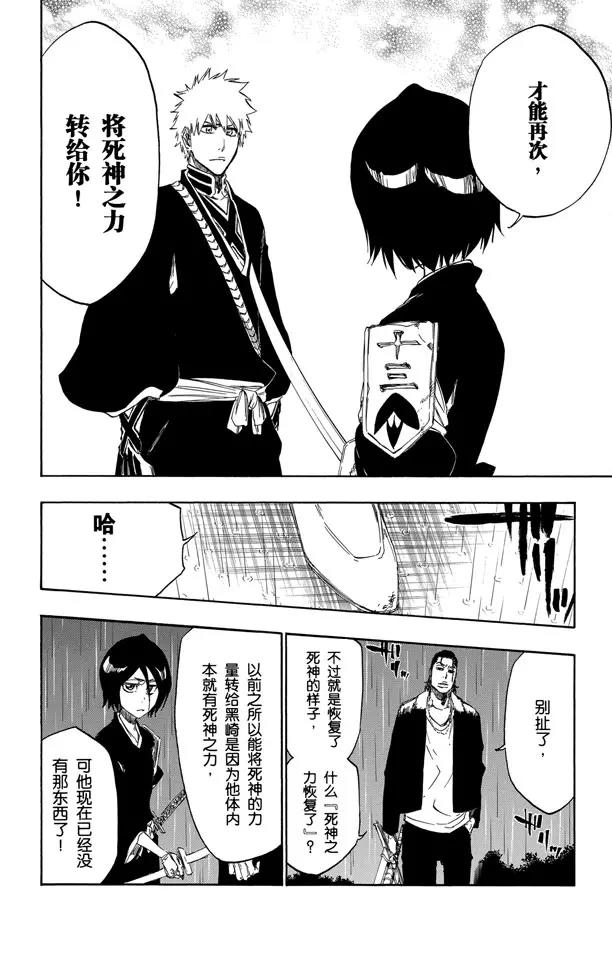 才能再次，
将死神之力
转给你！
十
三
哈
……
别扯了，
不过就是恢复了
死神的样子，
什么『死神之
力恢复了』？
以前之所以能将死神的力
量转给黑崎是因为他体内
本就有死神之力，
可他现在已经没
有那东西了！